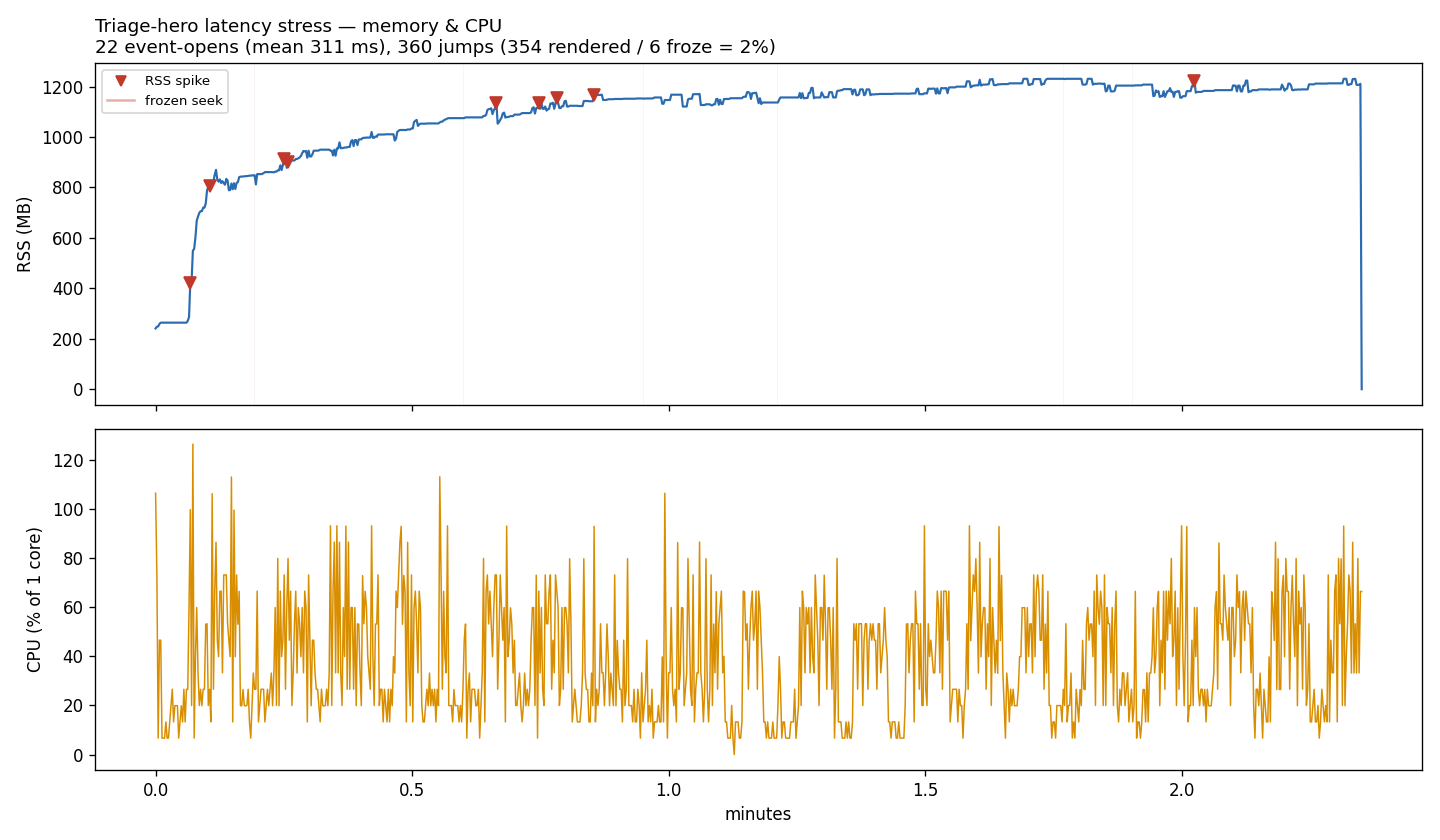 Triage-hero latency stress — memory & CPU
22 event-opens (mean 311 ms), 360 jumps (354 rendered / 6 froze = 2%)
RSS spike
frozen seek
RSS (MB)
1200
1000
800
600
400
200
0
CPU (% of 1 core)
120
100
80
60
40
20
0
0.0
0.5
1.0
1.5
2.0
minutes